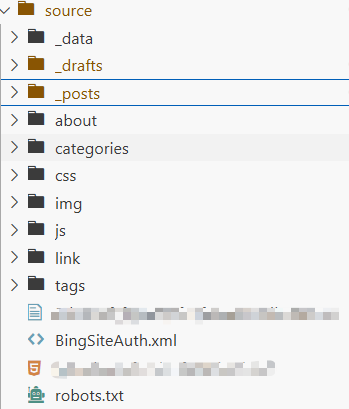 source
_data
_drafts
_posts
about
categories
css
img
js
link
tags
BingSiteAuth.xml
robots.txt